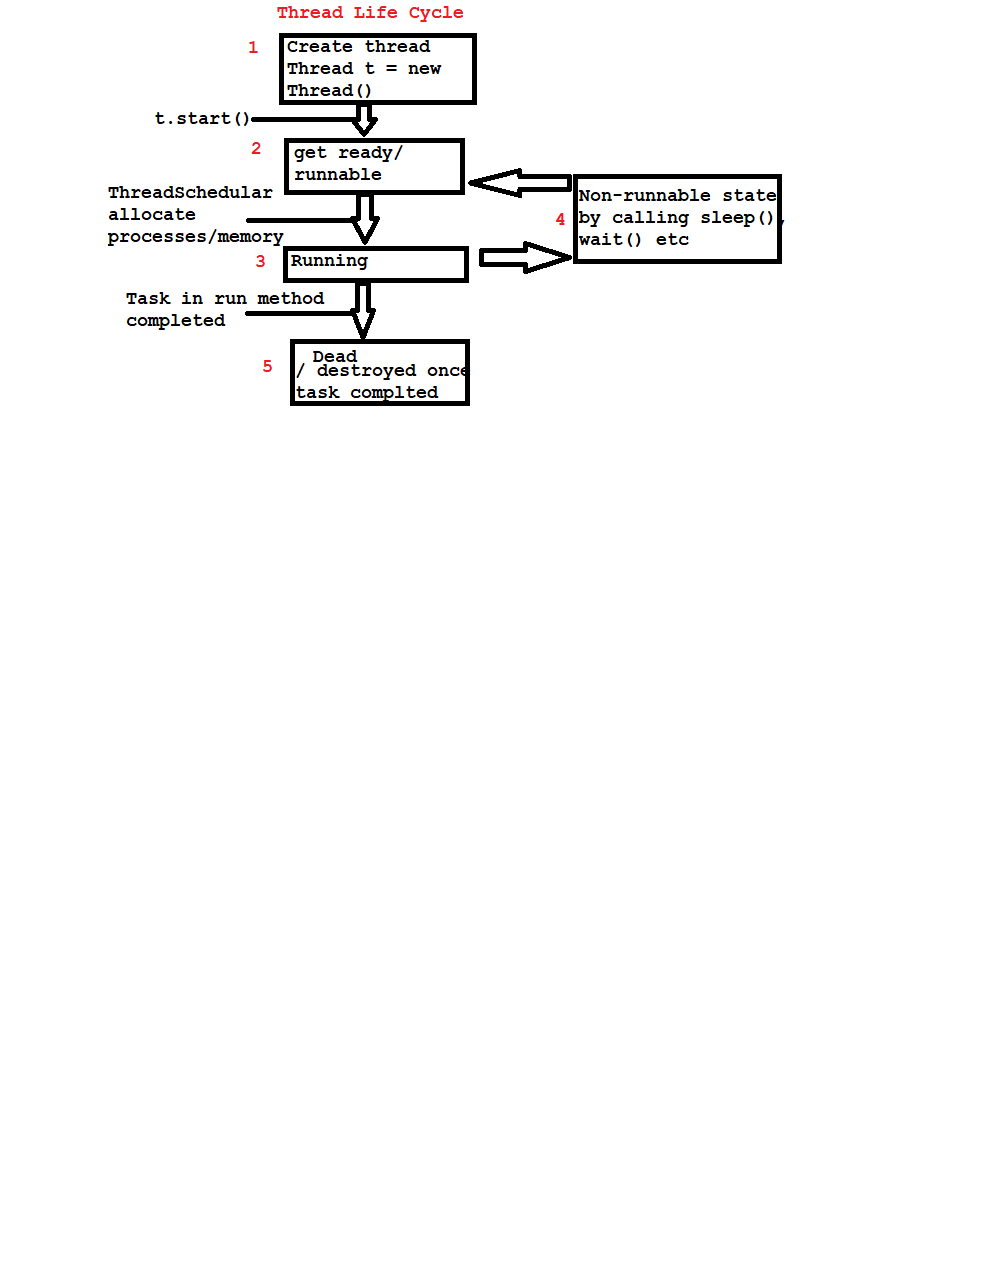 Thread Life Cycle
1
Create thread
Thread t = new
Thread()
t.start()
2
get ready/
runnable
ThreadSchedular
allocate
processes/memory
Non-runnable state
4
by calling sleep(),
wait() etc
3
Running
Task in run method
completed
5
Dead
/ destroyed once
task complted